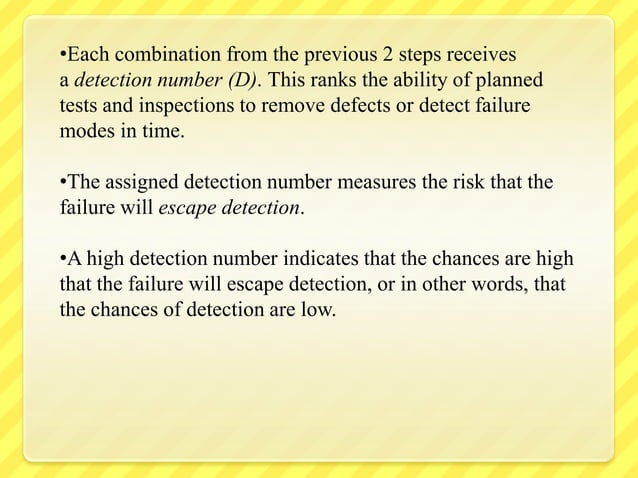 •Each combination from the previous 2 steps receives
a detection number (D). This ranks the ability of planned
tests and inspections to remove defects or detect failure
modes in time.
•The assigned detection number measures the risk that the
failure will escape detection.
•A high detection number indicates that the chances are high
that the failure will escape detection, or in other words, that
the chances of detection are low.